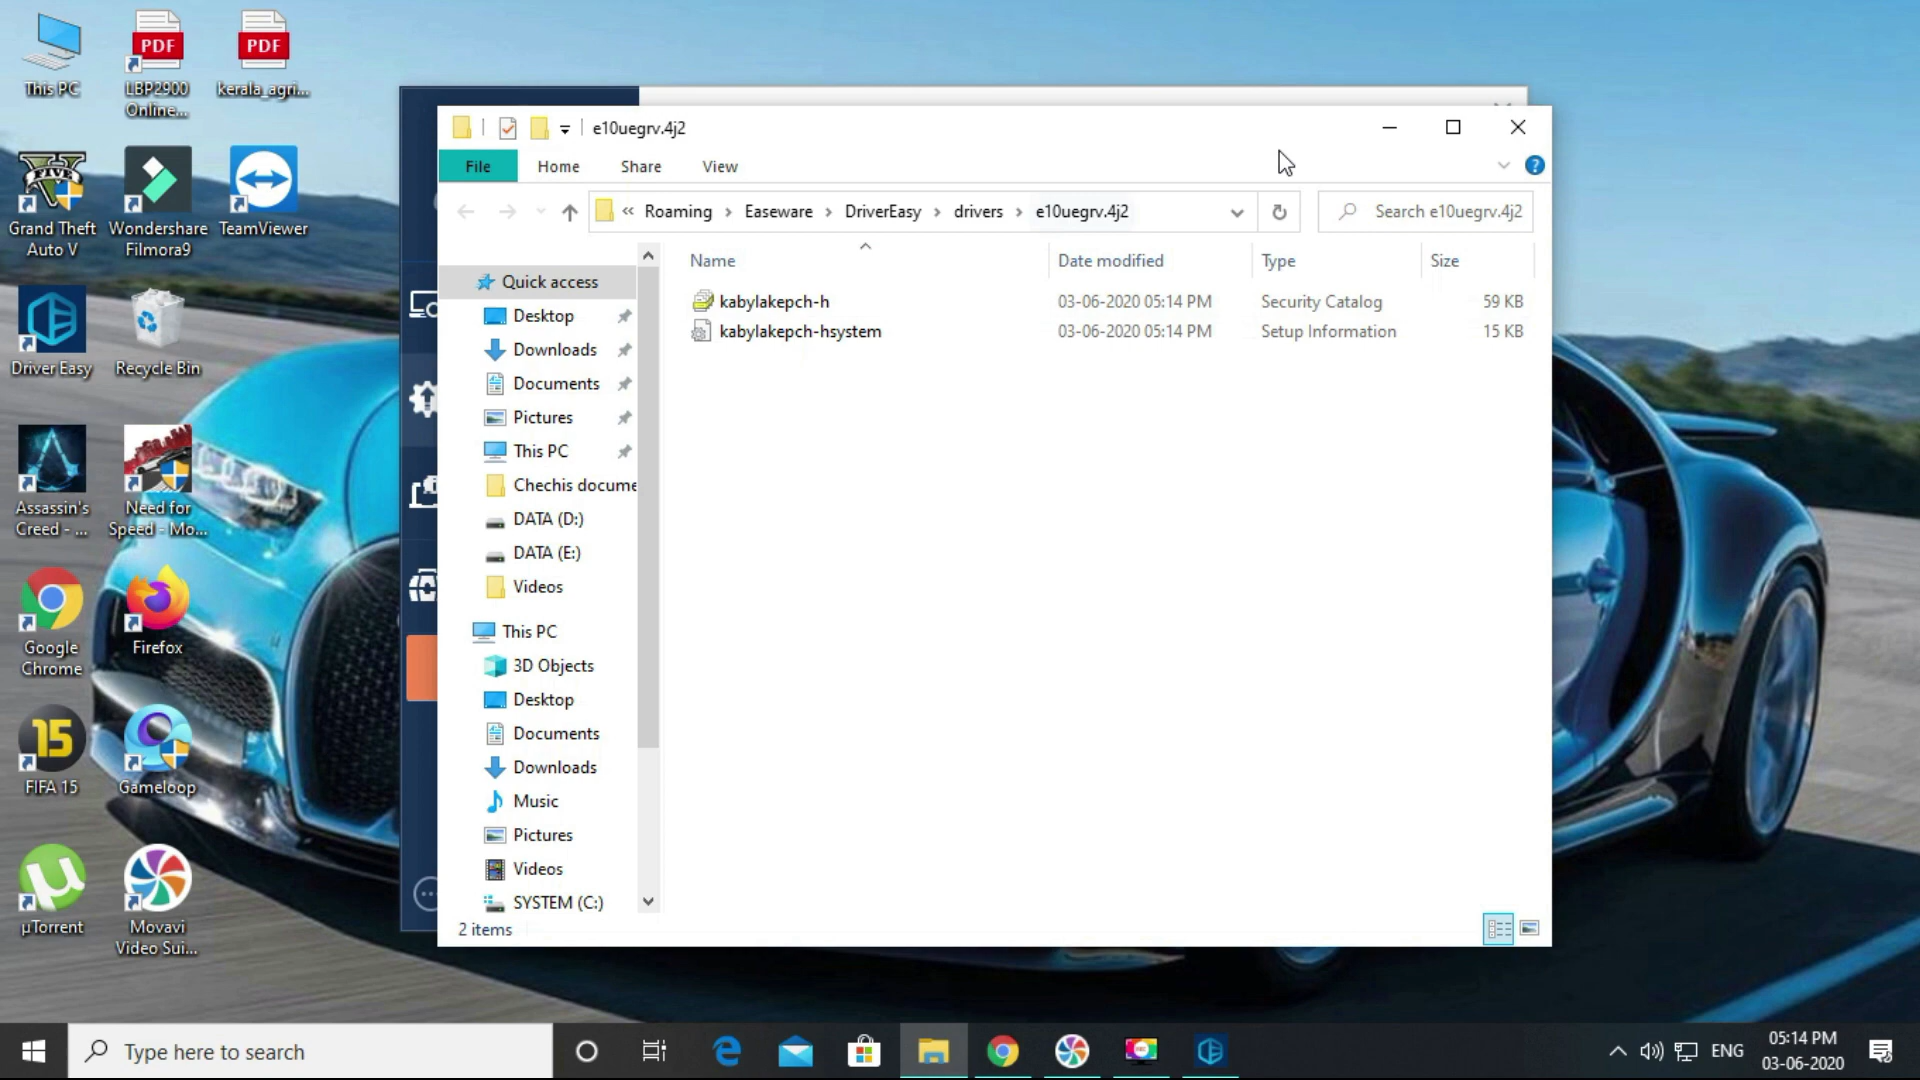 This PC
PDF
LBP2900
Online...
PDF
kerala_agri...
FIVE
Grand Theft
Auto V
Wondershare
Filmora9
TeamViewer
Driver Easy
Recycle Bin
Assassin's
Creed - ...
Need for
Speed - Mo...
Google
Chrome
Firefox
15
FIFA 15
Gameloop
µTorrent
Movavi
Video Sui...
e10uegrv.4j2
File Home Share View
« Roaming › Easeware › DriverEasy › drivers › e10uegrv.4j2
Search e10uegrv.4j2
Name Date modified Type Size
kabylakepch-h 03-06-2020 05:14 PM Security Catalog 59 KB
kabylakepch-hsystem 03-06-2020 05:14 PM Setup Information 15 KB
Quick access
Desktop
Downloads
Documents
Pictures
This PC
Chechis docume
DATA (D:)
DATA (E:)
Videos
This PC
3D Objects
Desktop
Documents
Downloads
Music
Pictures
Videos
SYSTEM (C:)
2 items
Type here to search
ENG
05:14 PM
03-06-2020